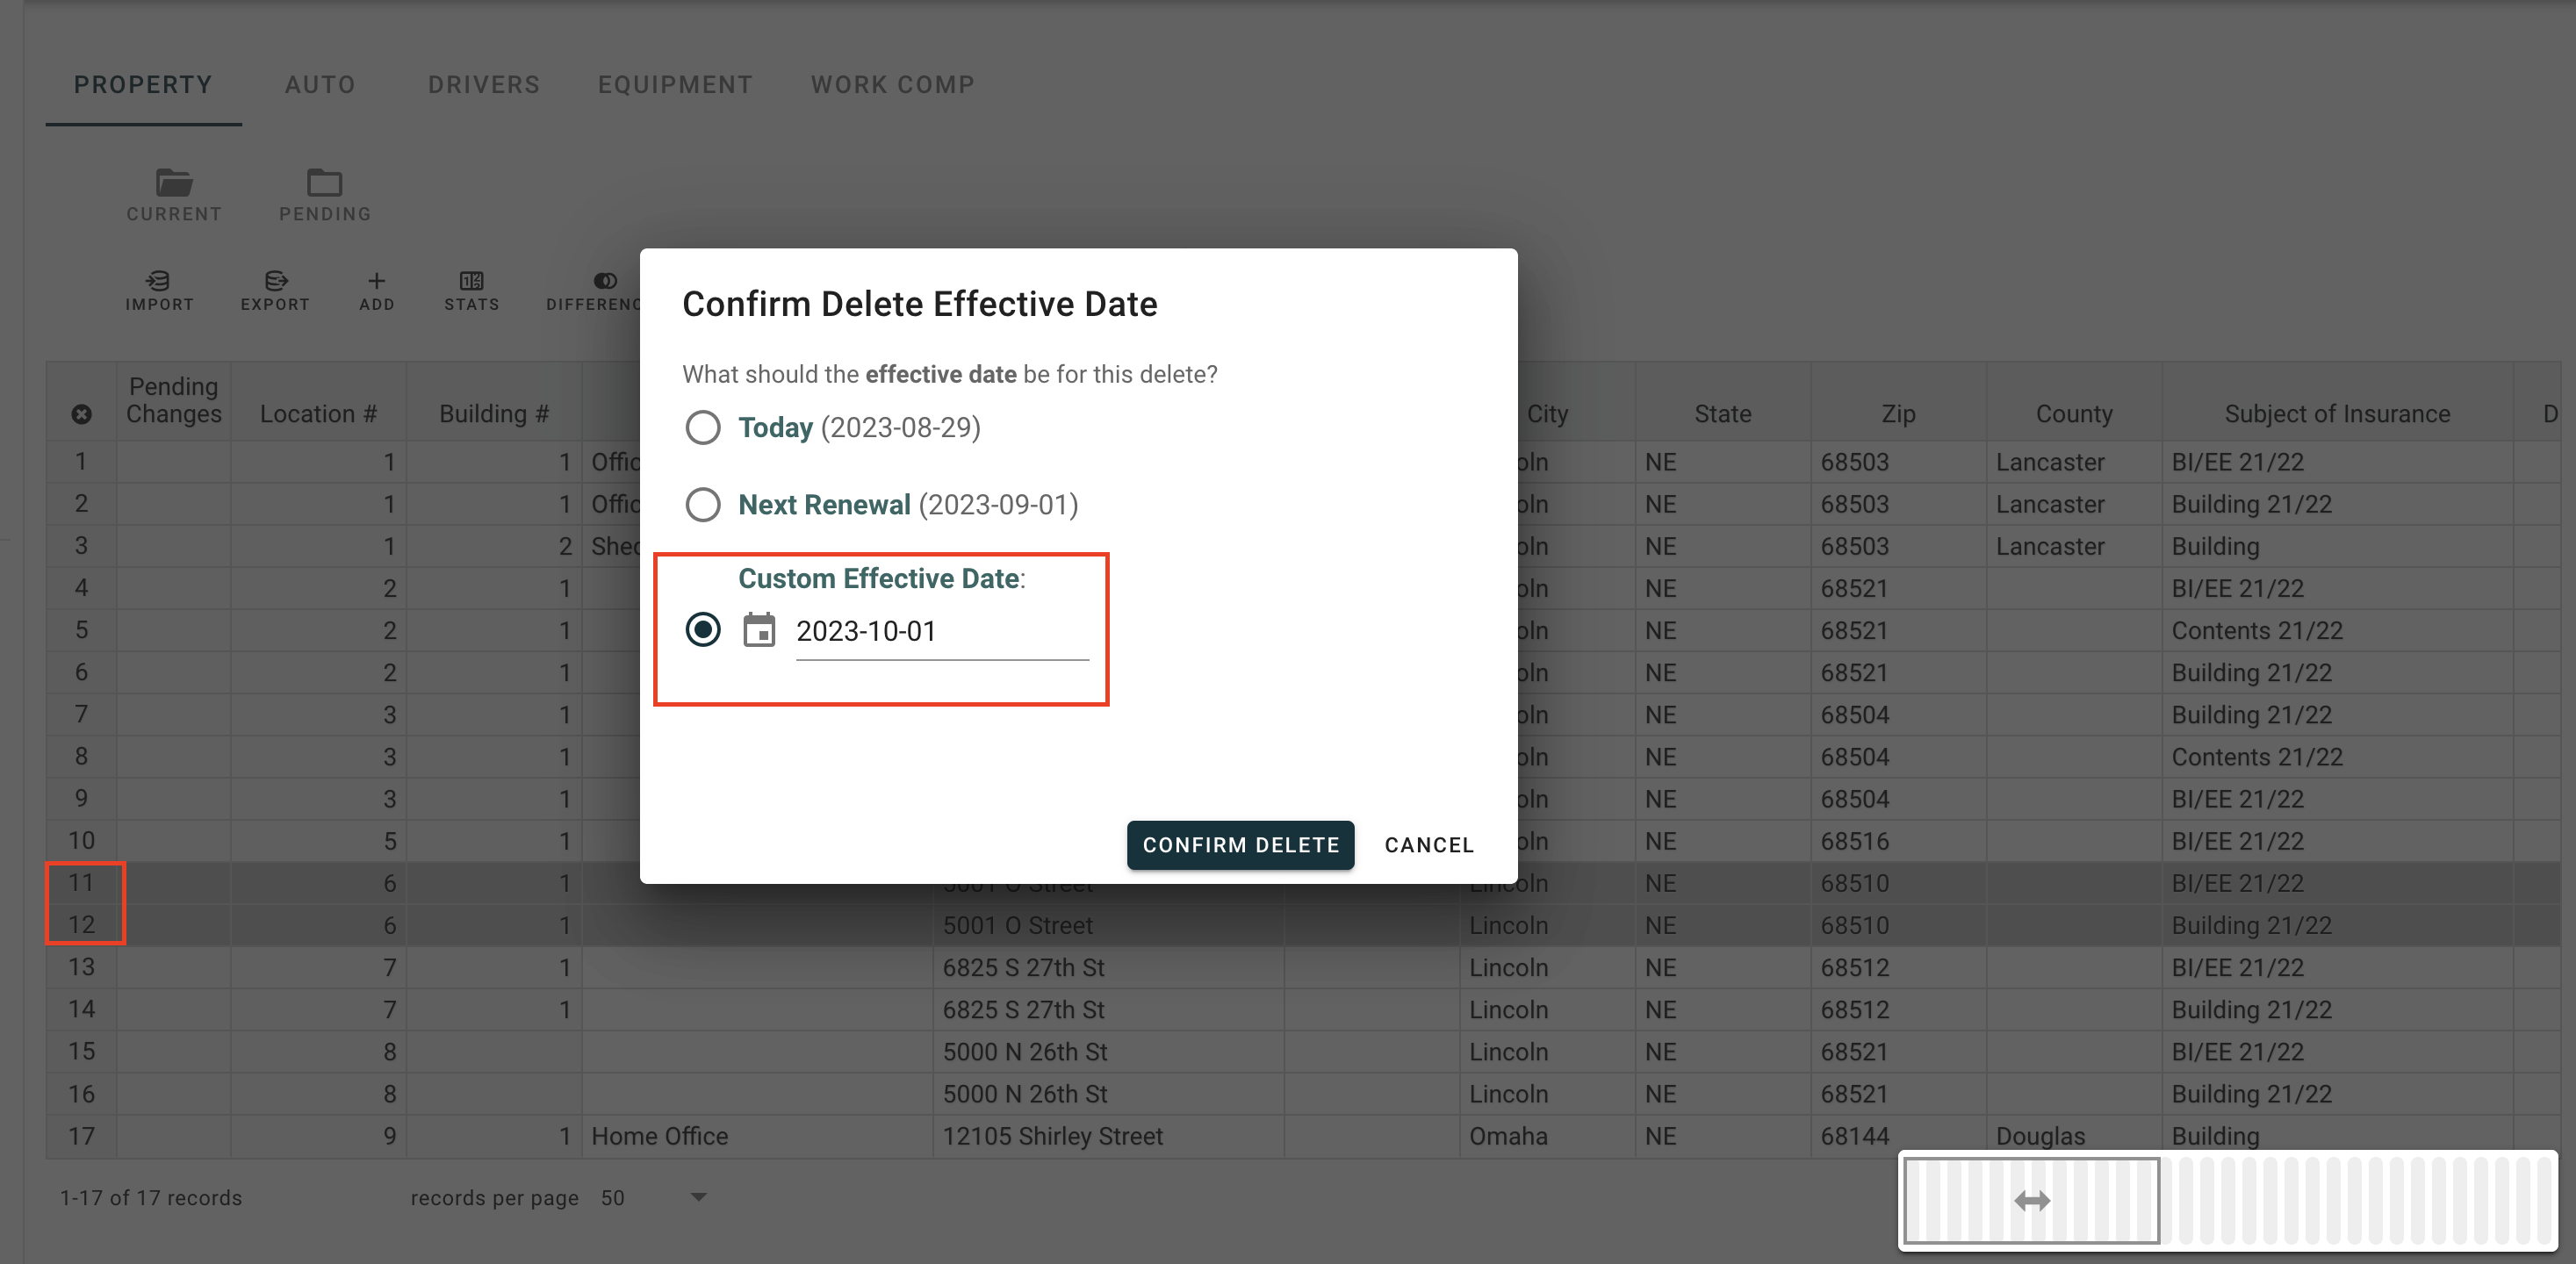 PROPERTY AUTO DRIVERS EQUIPMENT WORK COMP
CURRENT PENDING
IMPORT EXPORT ADD STATS DIFFERENC
Confirm Delete Effective Date
What should the effective date be for this delete?
Today (2023-08-29)
Next Renewal (2023-09-01)
Custom Effective Date:
2023-10-01
CONFIRM DELETE CANCEL
Pending Changes Location # Building # City State Zip County Subject of Insurance D
1 1 1 Offic oln NE 68503 Lancaster BI/EE 21/22
2 1 1 Offic oln NE 68503 Lancaster Building 21/22
3 1 2 Shed oln NE 68503 Lancaster Building
4 2 1 oln NE 68521 BI/EE 21/22
5 2 1 oln NE 68521 Contents 21/22
6 2 1 oln NE 68521 Building 21/22
7 3 1 oln NE 68504 Building 21/22
8 3 1 oln NE 68504 Contents 21/22
9 3 1 oln NE 68504 BI/EE 21/22
10 5 1 oln NE 68516 BI/EE 21/22
11 6 1 5001 O Street Lincoln NE 68510 BI/EE 21/22
12 6 1 5001 O Street Lincoln NE 68510 Building 21/22
13 7 1 6825 S 27th St Lincoln NE 68512 BI/EE 21/22
14 7 1 6825 S 27th St Lincoln NE 68512 Building 21/22
15 8 5000 N 26th St Lincoln NE 68521 BI/EE 21/22
16 8 5000 N 26th St Lincoln NE 68521 Building 21/22
17 9 1 Home Office 12105 Shirley Street Omaha NE 68144 Douglas Building
1-17 of 17 records records per page 50